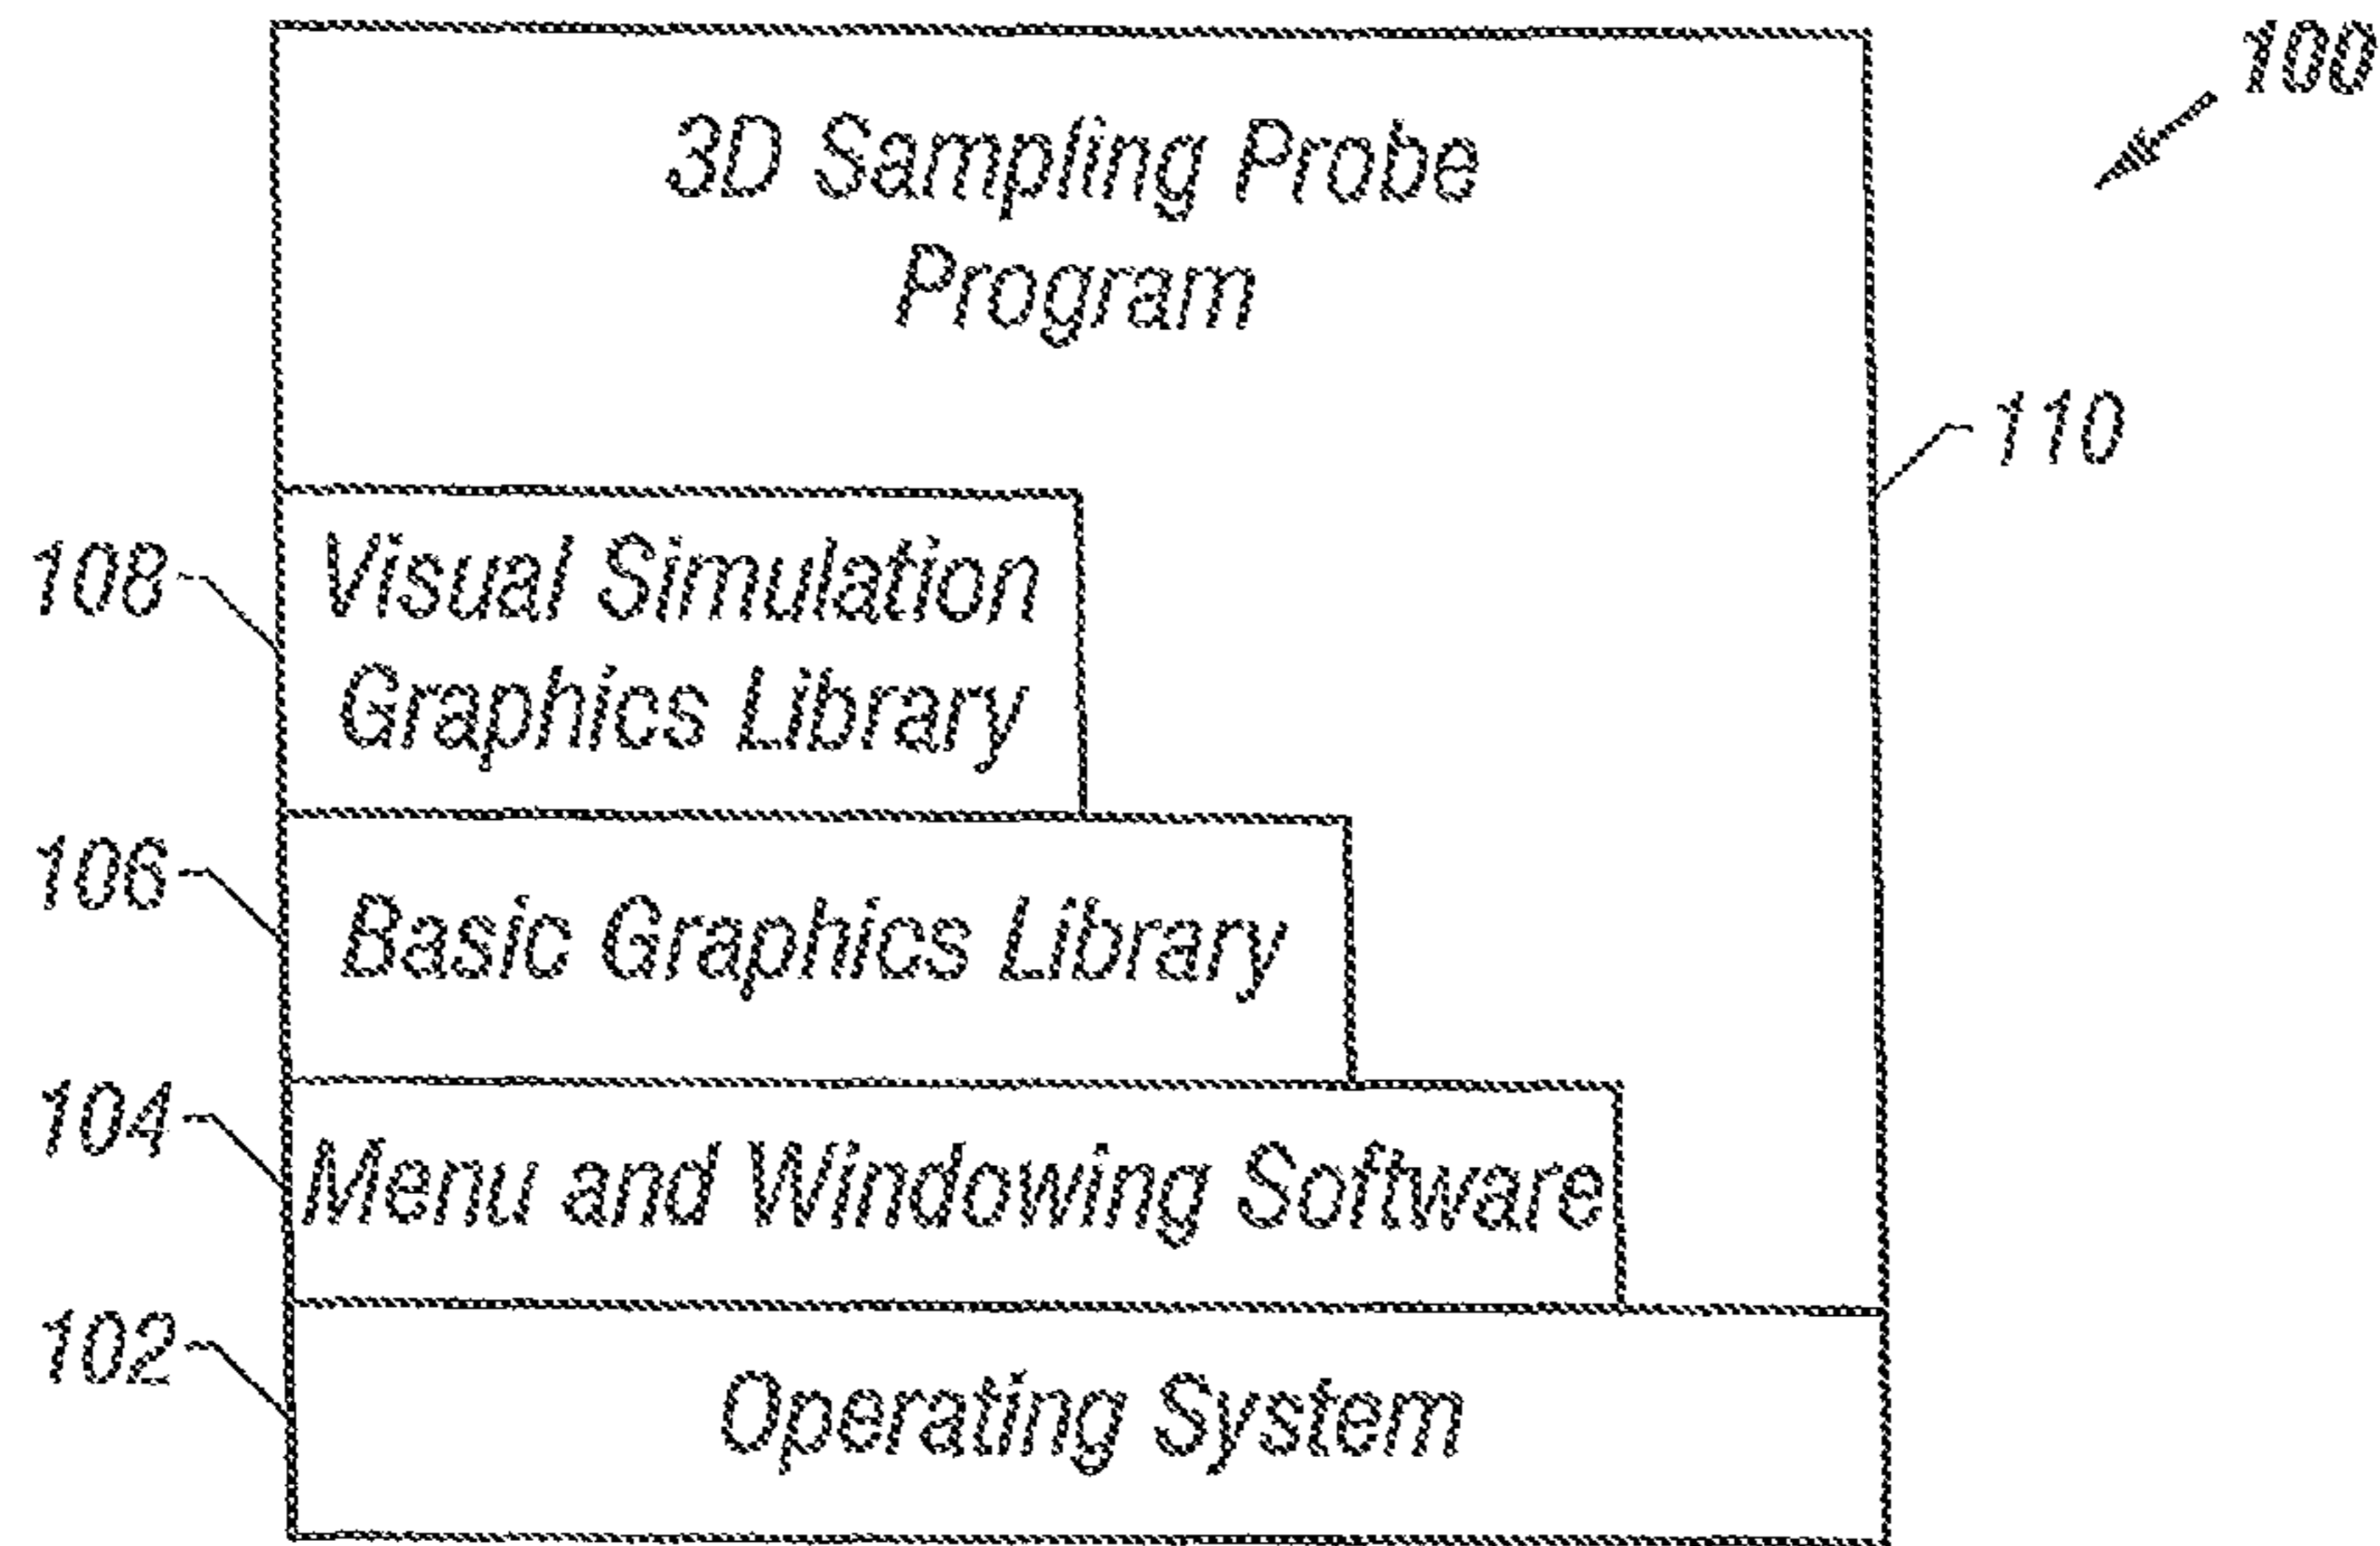 100
3D Sampling Probe
Program
110
108
Visual Simulation
Graphics Library
106
Basic Graphics Library
104
Menu and Windowing Software
102
Operating System